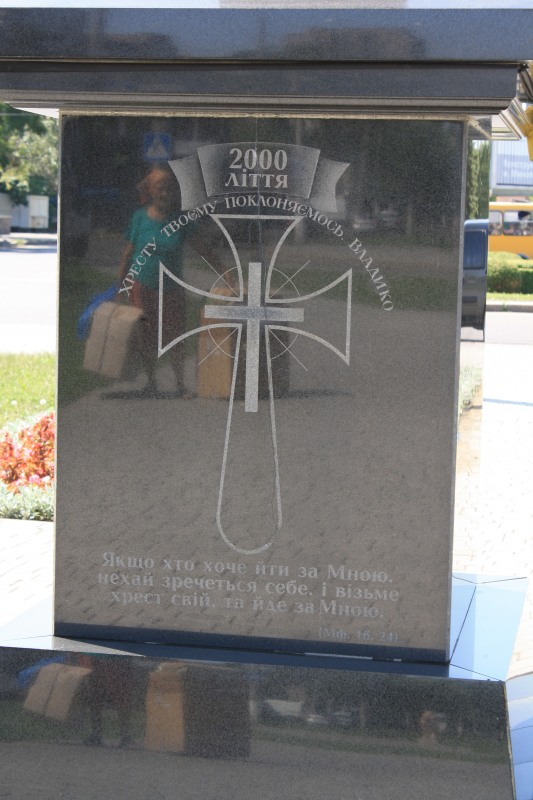 2000
ЛІТТЯ
ХРЕСТУ ТВОЄМУ ПОКЛОНЯЄМОСЬ, ВЛАДИКО
Якщо хто хоче йти за Мною,
нехай зречеться себе, і візьме
хрест свій, та йде за Мною.
(Мф. 16, 24)